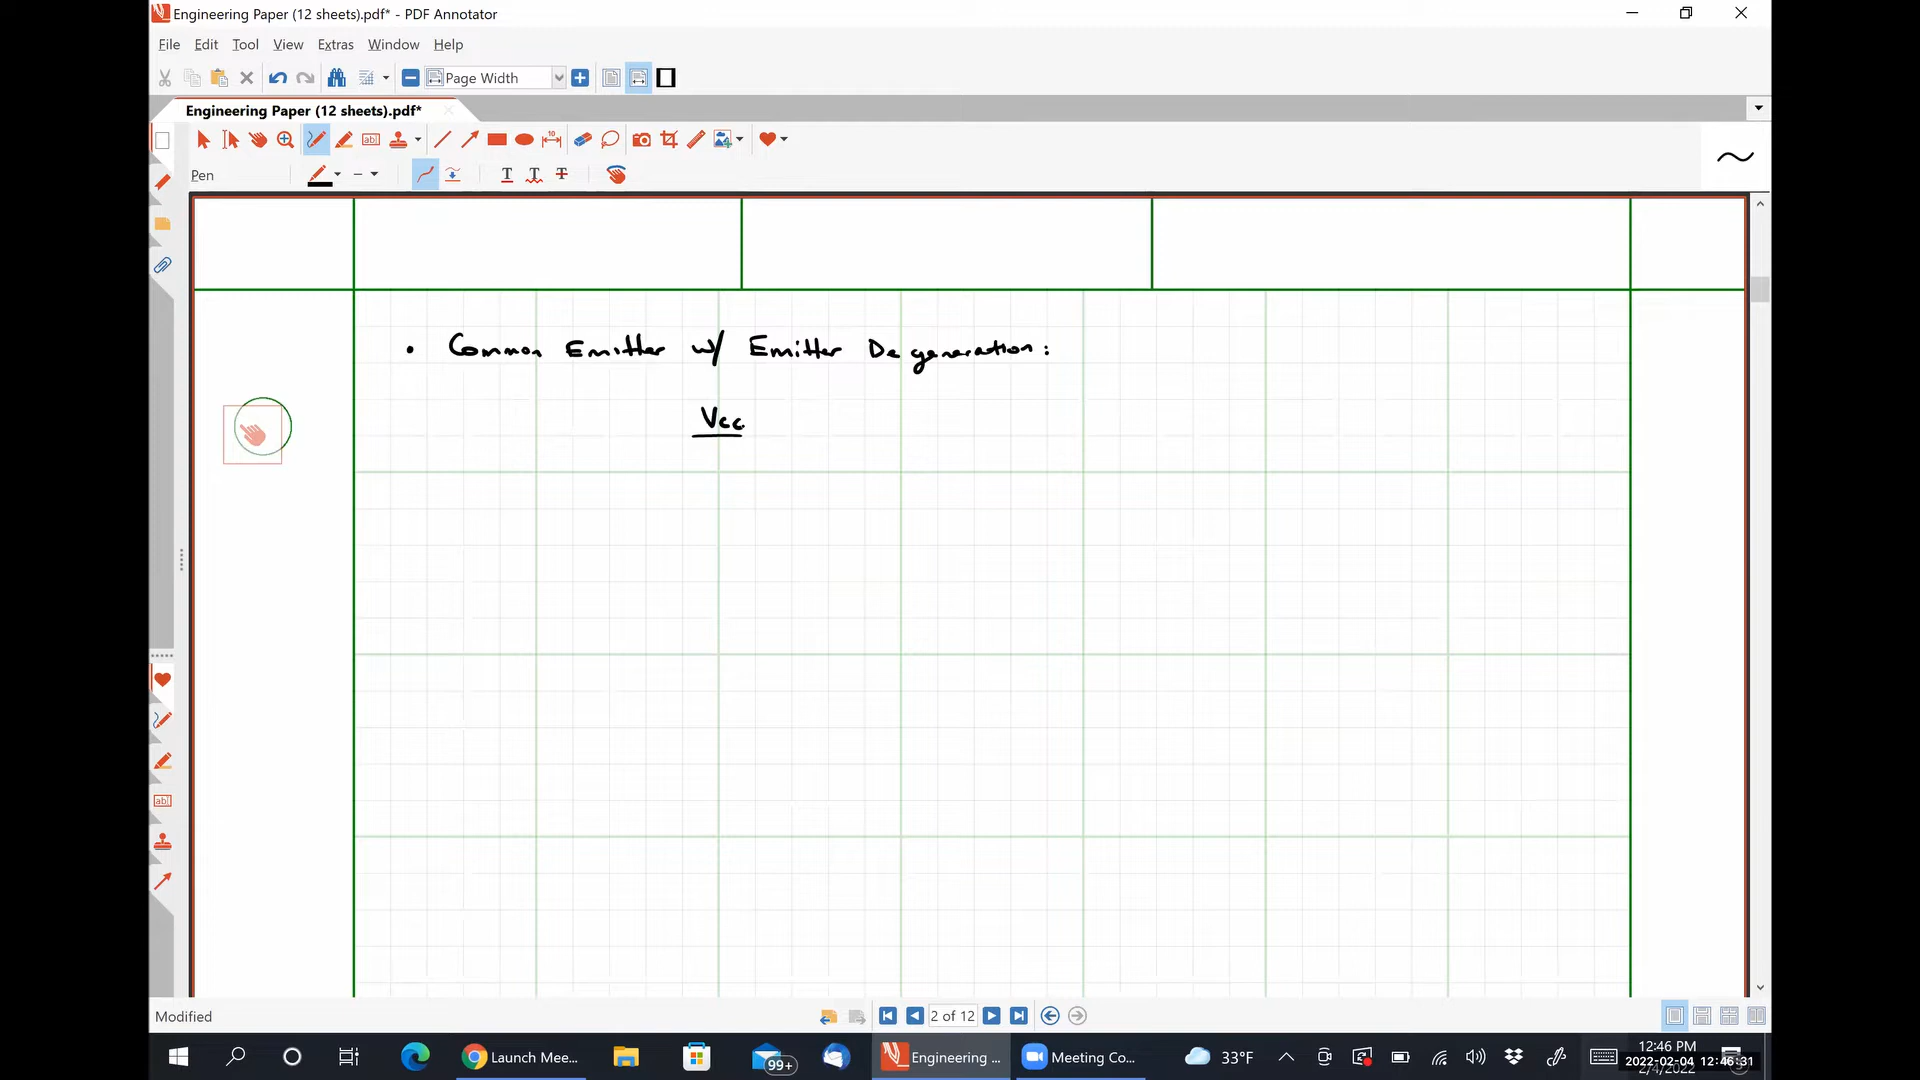 Engineering Paper (12 sheets).pdf* - PDF Annotator
File Edit Tool View Extras Window Help
Page Width
Engineering Paper (12 sheets).pdf*
Pen
• Common Emitter w/ Emitter Degeneration:
Vcc
Modified
2 of 12
Launch Mee...
99+
Engineering ...
Meeting Co...
33°F
12:46 PM
2022-02-04 12:46:31